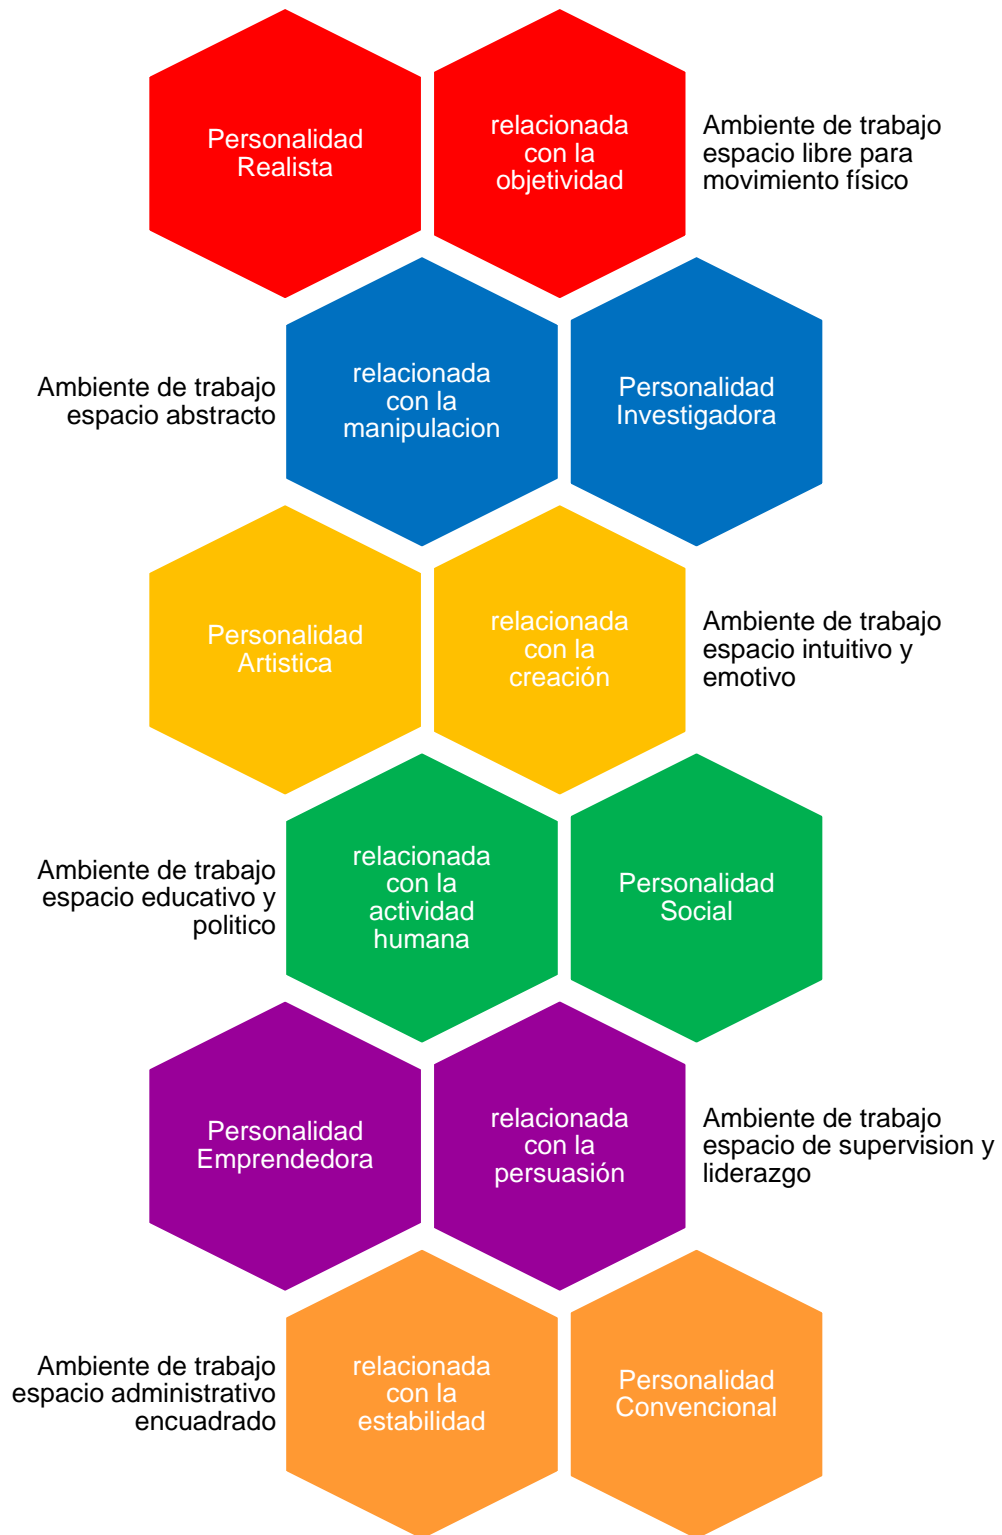 Personalidad
Realista
relacionada
con la
objetividad
Ambiente de trabajo
espacio libre para
movimiento físico
Ambiente de trabajo
espacio abstracto
relacionada
con la
manipulacion
Personalidad
Investigadora
Personalidad
Artistica
relacionada
con la
creación
Ambiente de trabajo
espacio intuitivo y
emotivo
Ambiente de trabajo
espacio educativo y
politico
relacionada
con la
actividad
humana
Personalidad
Social
Personalidad
Emprendedora
relacionada
con la
persuasión
Ambiente de trabajo
espacio de supervision y
liderazgo
Ambiente de trabajo
espacio administrativo
encuadrado
relacionada
con la
estabilidad
Personalidad
Convencional